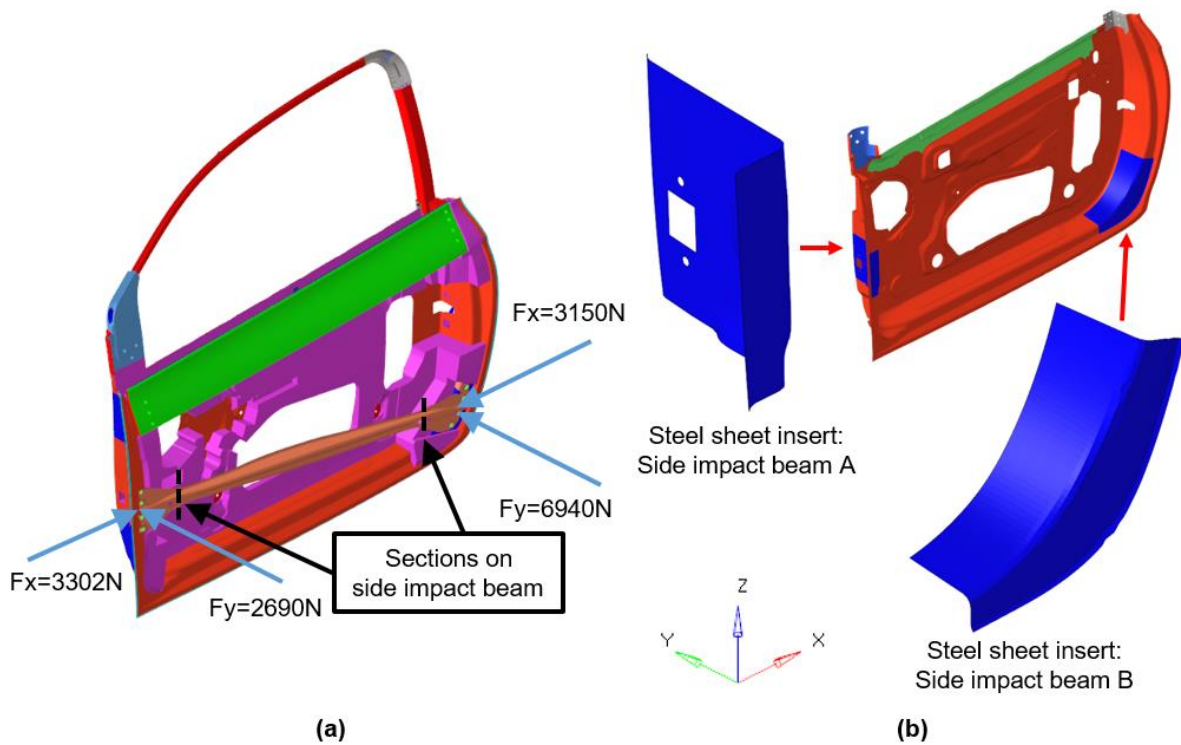 Fx=3150N
Fy=6940N
Sections on
side impact beam
Fx=3302N
Fy=2690N
(a)
Steel sheet insert:
Side impact beam A
Steel sheet insert:
Side impact beam B
Z
Y
X
(b)